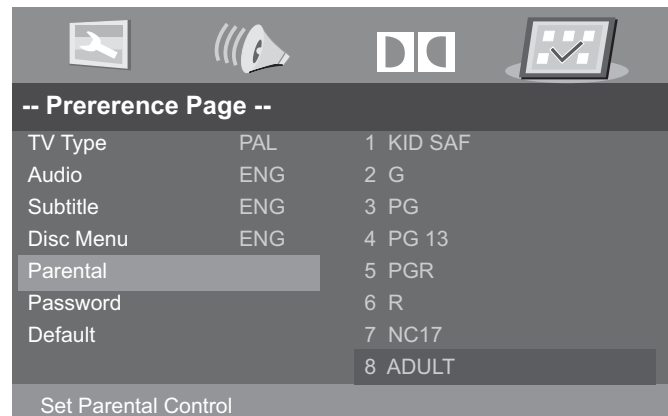 -- Prererence Page --
TV Type PAL 1 KID SAF
Audio ENG 2 G
Subtitle ENG 3 PG
Disc Menu ENG 4 PG 13
Parental 5 PGR
Password 6 R
Default 7 NC17
8 ADULT
Set Parental Control